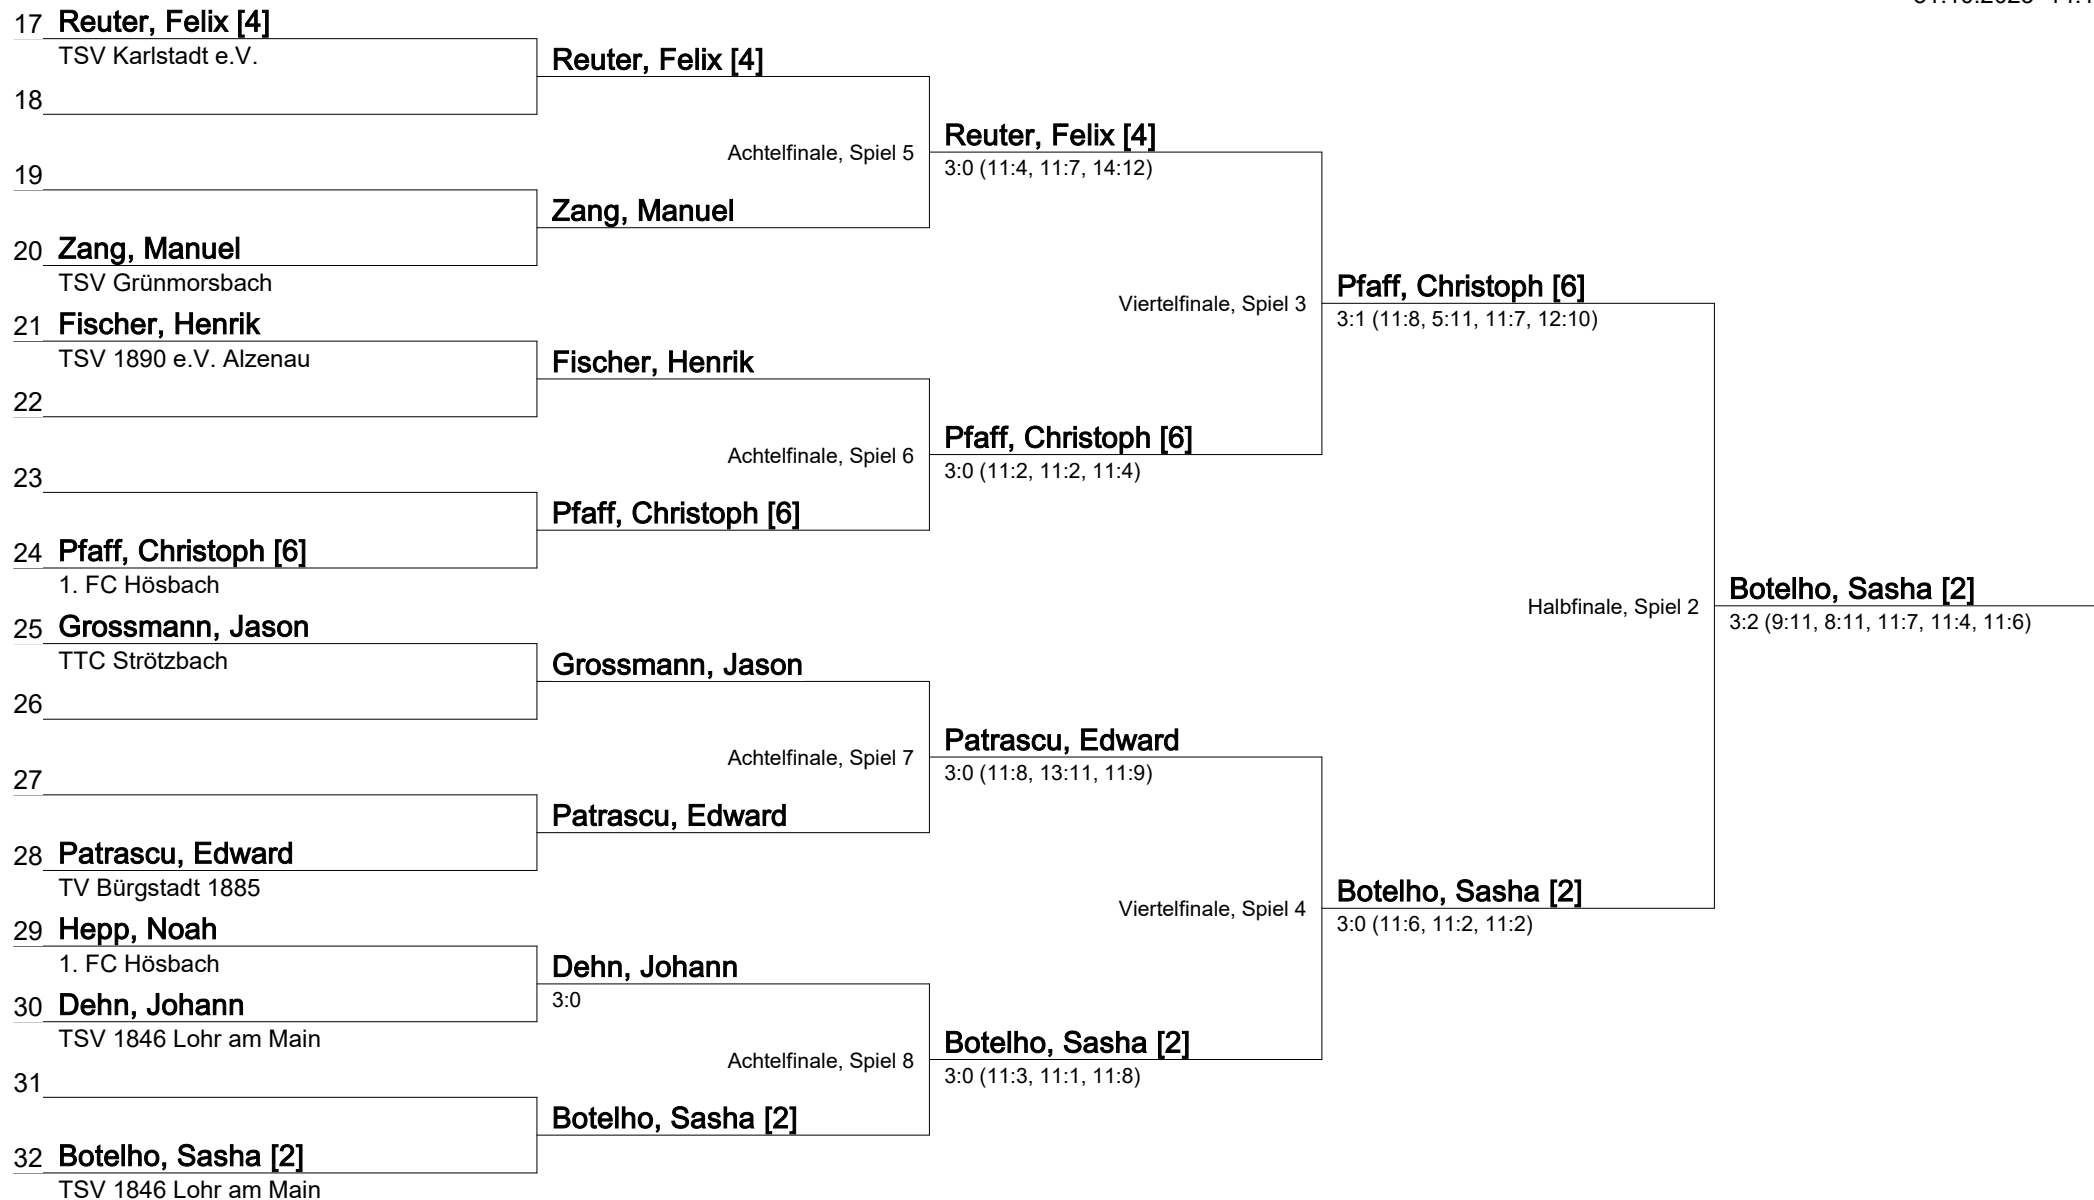 17 Reuter, Felix [4]
TSV Karlstadt e.V.
Reuter, Felix [4]
18
Achtelfinale, Spiel 5
Reuter, Felix [4]
3:0 (11:4, 11:7, 14:12)
19
Zang, Manuel
20 Zang, Manuel
TSV Grünmorsbach
Viertelfinale, Spiel 3
Pfaff, Christoph [6]
3:1 (11:8, 5:11, 11:7, 12:10)
21 Fischer, Henrik
TSV 1890 e.V. Alzenau
Fischer, Henrik
22
Achtelfinale, Spiel 6
Pfaff, Christoph [6]
3:0 (11:2, 11:2, 11:4)
23
Pfaff, Christoph [6]
24 Pfaff, Christoph [6]
1. FC Hösbach
Halbfinale, Spiel 2
Botelho, Sasha [2]
3:2 (9:11, 8:11, 11:7, 11:4, 11:6)
25 Grossmann, Jason
TTC Strötzbach
Grossmann, Jason
26
Achtelfinale, Spiel 7
Patrascu, Edward
3:0 (11:8, 13:11, 11:9)
27
Patrascu, Edward
28 Patrascu, Edward
TV Bürgstadt 1885
Viertelfinale, Spiel 4
Botelho, Sasha [2]
3:0 (11:6, 11:2, 11:2)
29 Hepp, Noah
1. FC Hösbach
Dehn, Johann
3:0
30 Dehn, Johann
TSV 1846 Lohr am Main
Achtelfinale, Spiel 8
Botelho, Sasha [2]
3:0 (11:3, 11:1, 11:8)
31
Botelho, Sasha [2]
32 Botelho, Sasha [2]
TSV 1846 Lohr am Main